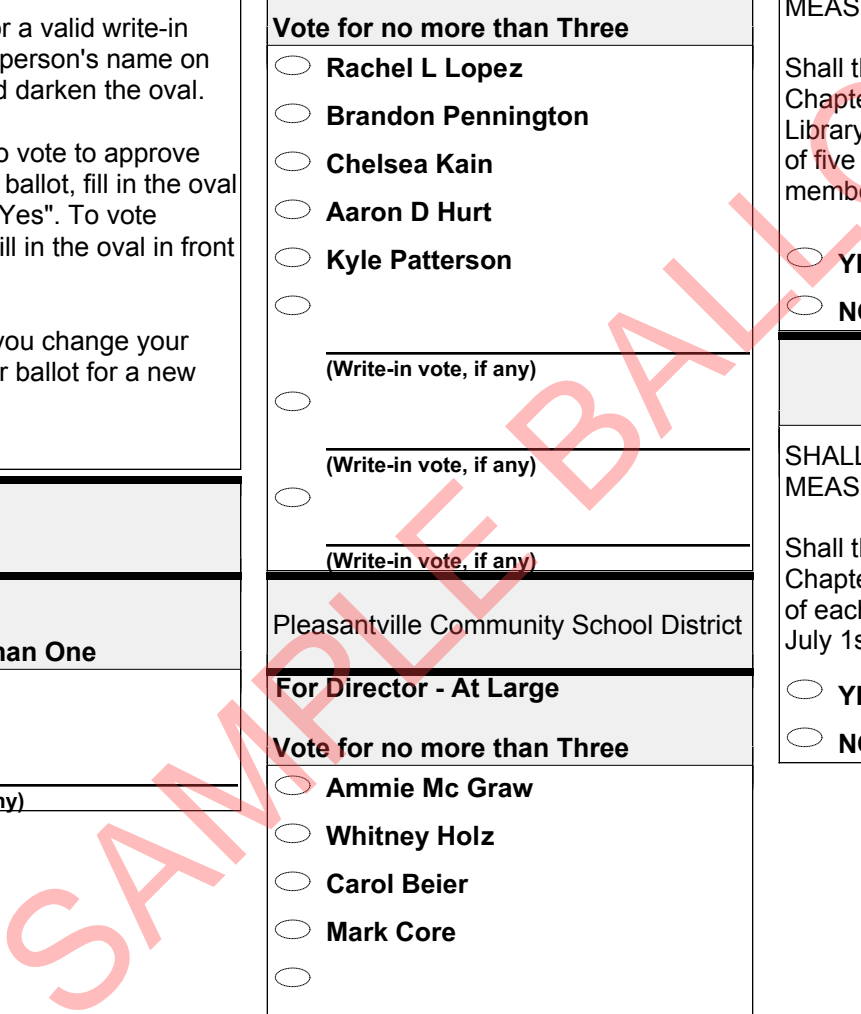 r a valid write-in
person's name on
d darken the oval.
o vote to approve
ballot, fill in the oval
Yes". To vote
ill in the oval in front
you change your
r ballot for a new
han One
ny)
Vote for no more than Three
Rachel L Lopez
Brandon Pennington
Chelsea Kain
Aaron D Hurt
Kyle Patterson
(Write-in vote, if any)
(Write-in vote, if any)
(Write-in vote, if any)
Pleasantville Community School District
For Director - At Large
Vote for no more than Three
Ammie Mc Graw
Whitney Holz
Carol Beier
Mark Core
MEAS
Shall th
Chapte
Library
of five
membe
YE
NO
SHALL
MEAS
Shall th
Chapte
of each
July 1s
YE
NO
SAMPLE BALLO